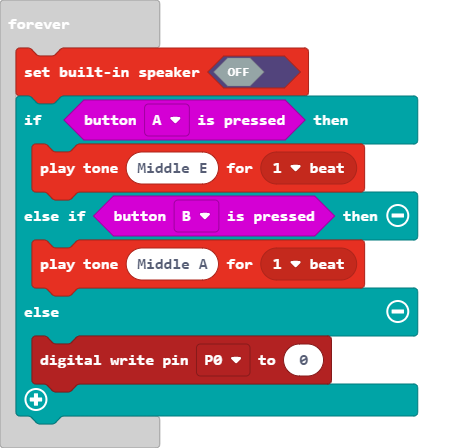 forever
set built-in speaker OFF
if button A is pressed then
play tone Middle E for 1 beat
else if button B is pressed then
play tone Middle A for 1 beat
else
digital write pin P0 to 0